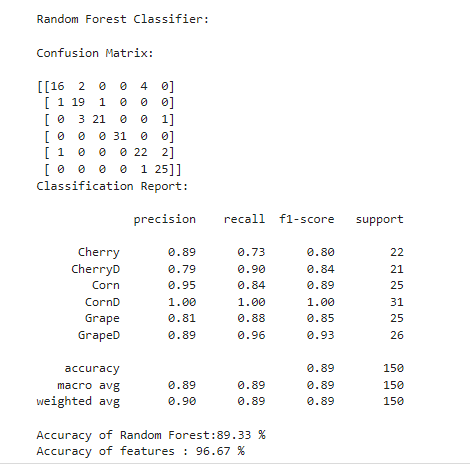 Random Forest Classifier:
Confusion Matrix:
[[16 2 0 0 4 0]
[ 1 19 1 0 0 0]
[ 0 3 21 0 0 1]
[ 0 0 0 31 0 0]
[ 1 0 0 0 22 2]
[ 0 0 0 0 1 25]]
Classification Report:
precision recall f1-score support
Cherry 0.89 0.73 0.80 22
CherryD 0.79 0.90 0.84 21
Corn 0.95 0.84 0.89 25
CornD 1.00 1.00 1.00 31
Grape 0.81 0.88 0.85 25
GrapeD 0.89 0.96 0.93 26
accuracy 0.89 150
macro avg 0.89 0.89 0.89 150
weighted avg 0.90 0.89 0.89 150
Accuracy of Random Forest:89.33 %
Accuracy of features : 96.67 %